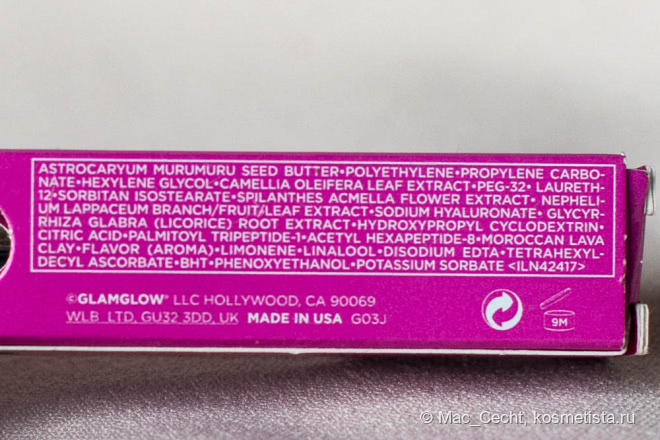 ASTROCARYUM MURUMURU SEED BUTTER•POLYETHYLENE•PROPYLENE CARBO-
NATE•HEXYLENE GLYCOL•CAMELLIA OLEIFERA LEAF EXTRACT•PEG-32• LAURETH-
12•SORBITAN ISOSTEARATE•SPILANTHES ACMELLA FLOWER EXTRACT• NEPHELI-
UM LAPPACEUM BRANCH/FRUIT/LEAF EXTRACT•SODIUM HYALURONATE• GLYCYR-
RHIZA GLABRA (LICORICE) ROOT EXTRACT•HYDROXYPROPYL CYCLODEXTRIN•
CITRIC ACID•PALMITOYL TRIPEPTIDE-1•ACETYL HEXAPEPTIDE-8•MOROCCAN LAVA
CLAY•FLAVOR (AROMA)•LIMONENE•LINALOOL•DISODIUM EDTA•TETRAHEXYL-
DECYL ASCORBATE•BHT•PHENOXYETHANOL•POTASSIUM SORBATE <ILN42417>
©GLAMGLOW® LLC HOLLYWOOD, CA 90069
WLB LTD, GU32 3DD, UK MADE IN USA G03J
9M
© Mac_Cecht, kosmetista.ru